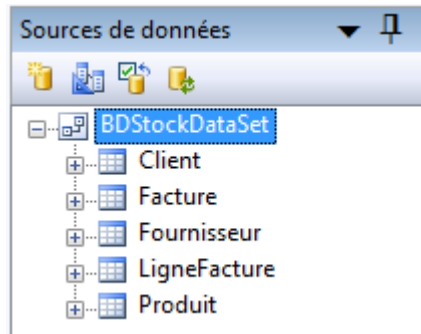 Sources de données
BDStockDataSet
Client
Facture
Fournisseur
LigneFacture
Produit